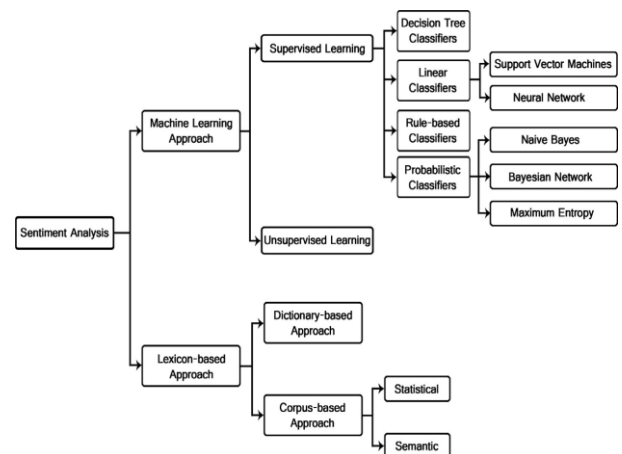 Sentiment Analysis
Machine Learning
Approach
Supervised Learning
Decision Tree
Classifiers
Linear
Classifiers
Support Vector Machines
Neural Network
Rule-based
Classifiers
Probabilistic
Classifiers
Naive Bayes
Bayesian Network
Maximum Entropy
Unsupervised Learning
Lexicon-based
Approach
Dictionary-based
Approach
Corpus-based
Approach
Statistical
Semantic